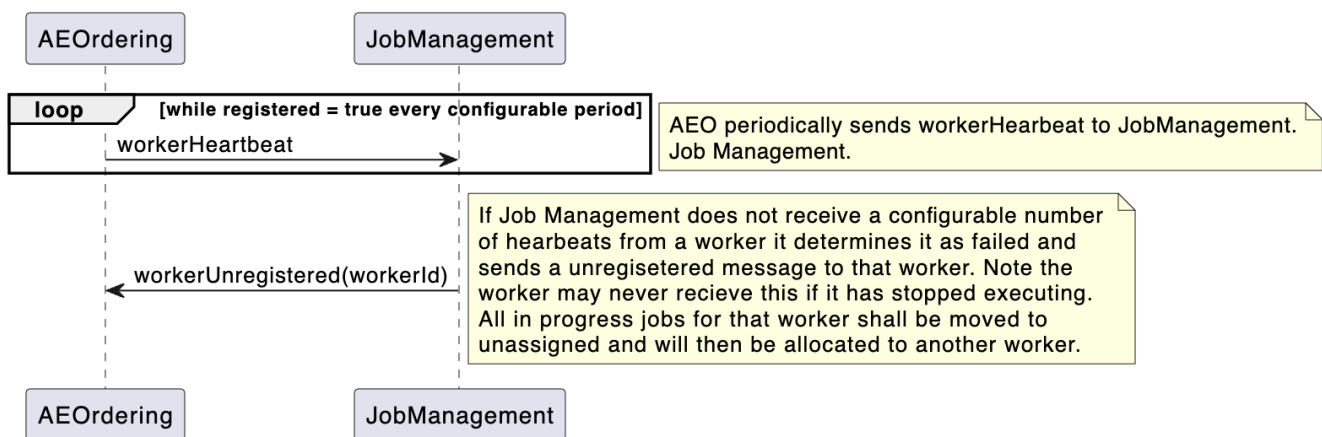 AEOrdering
JobManagement
loop
[while registered = true every configurable period]
workerHeartbeat
AEO periodically sends workerHearbeat to JobManagement.
Job Management.
If Job Management does not receive a configurable number
of hearbeats from a worker it determines it as failed and
sends a unregisetered message to that worker. Note the
worker may never recieve this if it has stopped executing.
All in progress jobs for that worker shall be moved to
unassigned and will then be allocated to another worker.
workerUnregistered(workerId)
AEOrdering
JobManagement